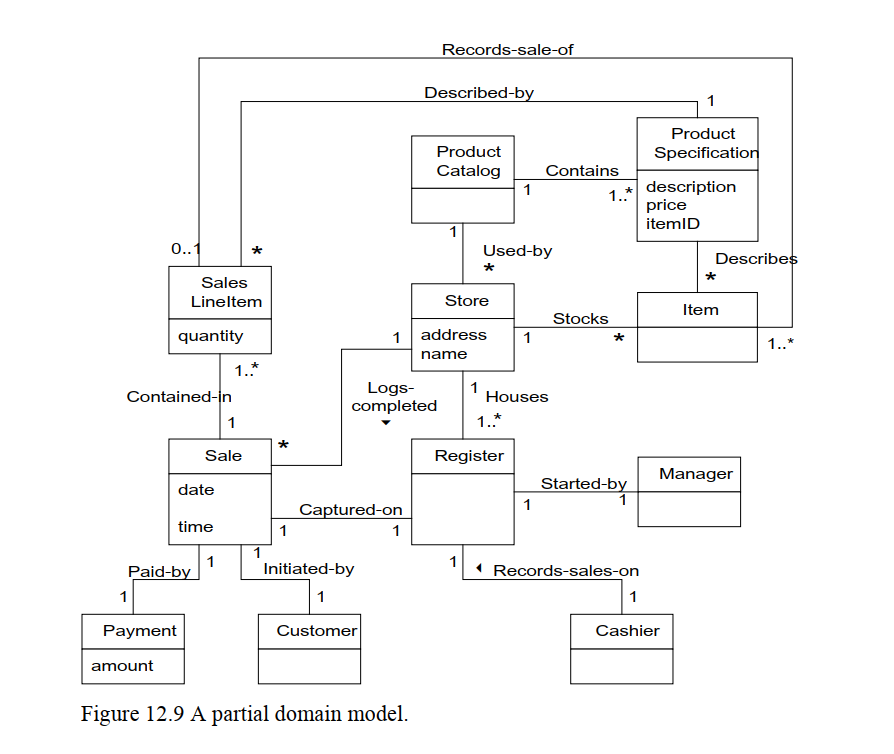 Records-sale-of
Described-by
1
Product
Specification
description
price
itemID
Product
Catalog
Contains
1
1..*
1
Used-by
*
Describes
*
0..1
*
Sales
LineItem
quantity
Store
address
name
Stocks
1
*
Item
1..*
1
1..*
Contained-in
1
Logs-
completed
1
Houses
1..*
Sale
date
time
*
Register
Manager
Started-by
1
1
Captured-on
1
1
Paid-by
1
1
Initiated-by
1
1
1
Records-sales-on
1
1
Payment
amount
Customer
Cashier
Figure 12.9 A partial domain model.